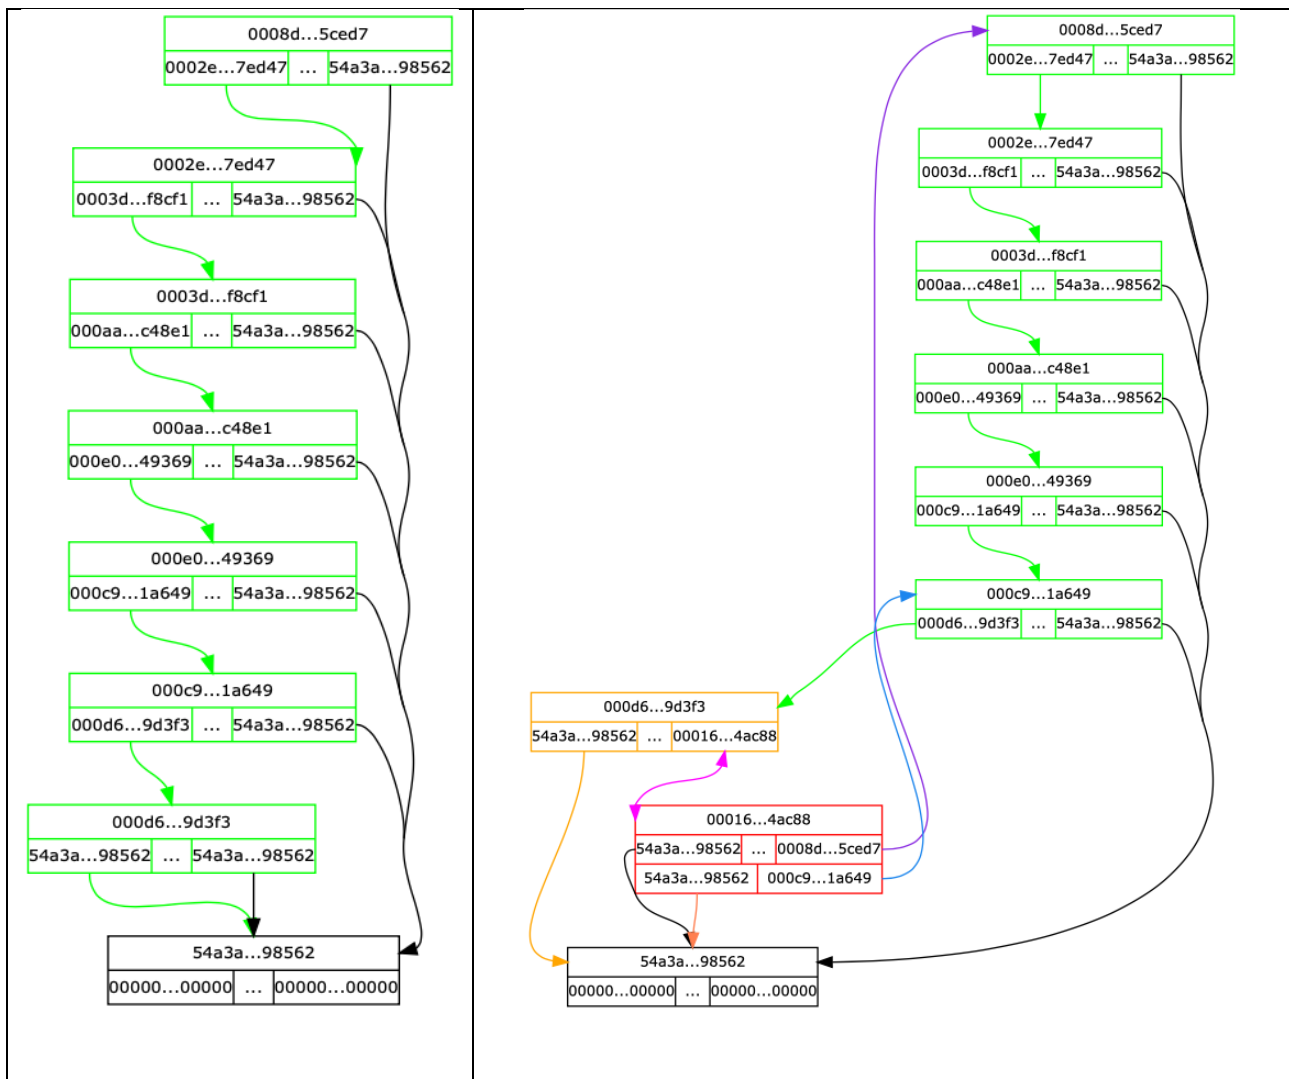 0008d...5ced7
0002e...7ed47 ... 54a3a...98562
0002e...7ed47
0003d...f8cf1 ... 54a3a...98562
0003d...f8cf1
000aa...c48e1 ... 54a3a...98562
000aa...c48e1
000e0...49369 ... 54a3a...98562
000e0...49369
000c9...1a649 ... 54a3a...98562
000c9...1a649
000d6...9d3f3 ... 54a3a...98562
000d6...9d3f3
54a3a...98562 ... 54a3a...98562
54a3a...98562
00000...00000 ... 00000...00000
0008d...5ced7
0002e...7ed47 ... 54a3a...98562
0002e...7ed47
0003d...f8cf1 ... 54a3a...98562
0003d...f8cf1
000aa...c48e1 ... 54a3a...98562
000aa...c48e1
000e0...49369 ... 54a3a...98562
000e0...49369
000c9...1a649 ... 54a3a...98562
000c9...1a649
000d6...9d3f3 ... 54a3a...98562
000d6...9d3f3
54a3a...98562 ... 00016...4ac88
00016...4ac88
54a3a...98562 ... 0008d...5ced7
54a3a...98562 000c9...1a649
54a3a...98562
00000...00000 ... 00000...00000